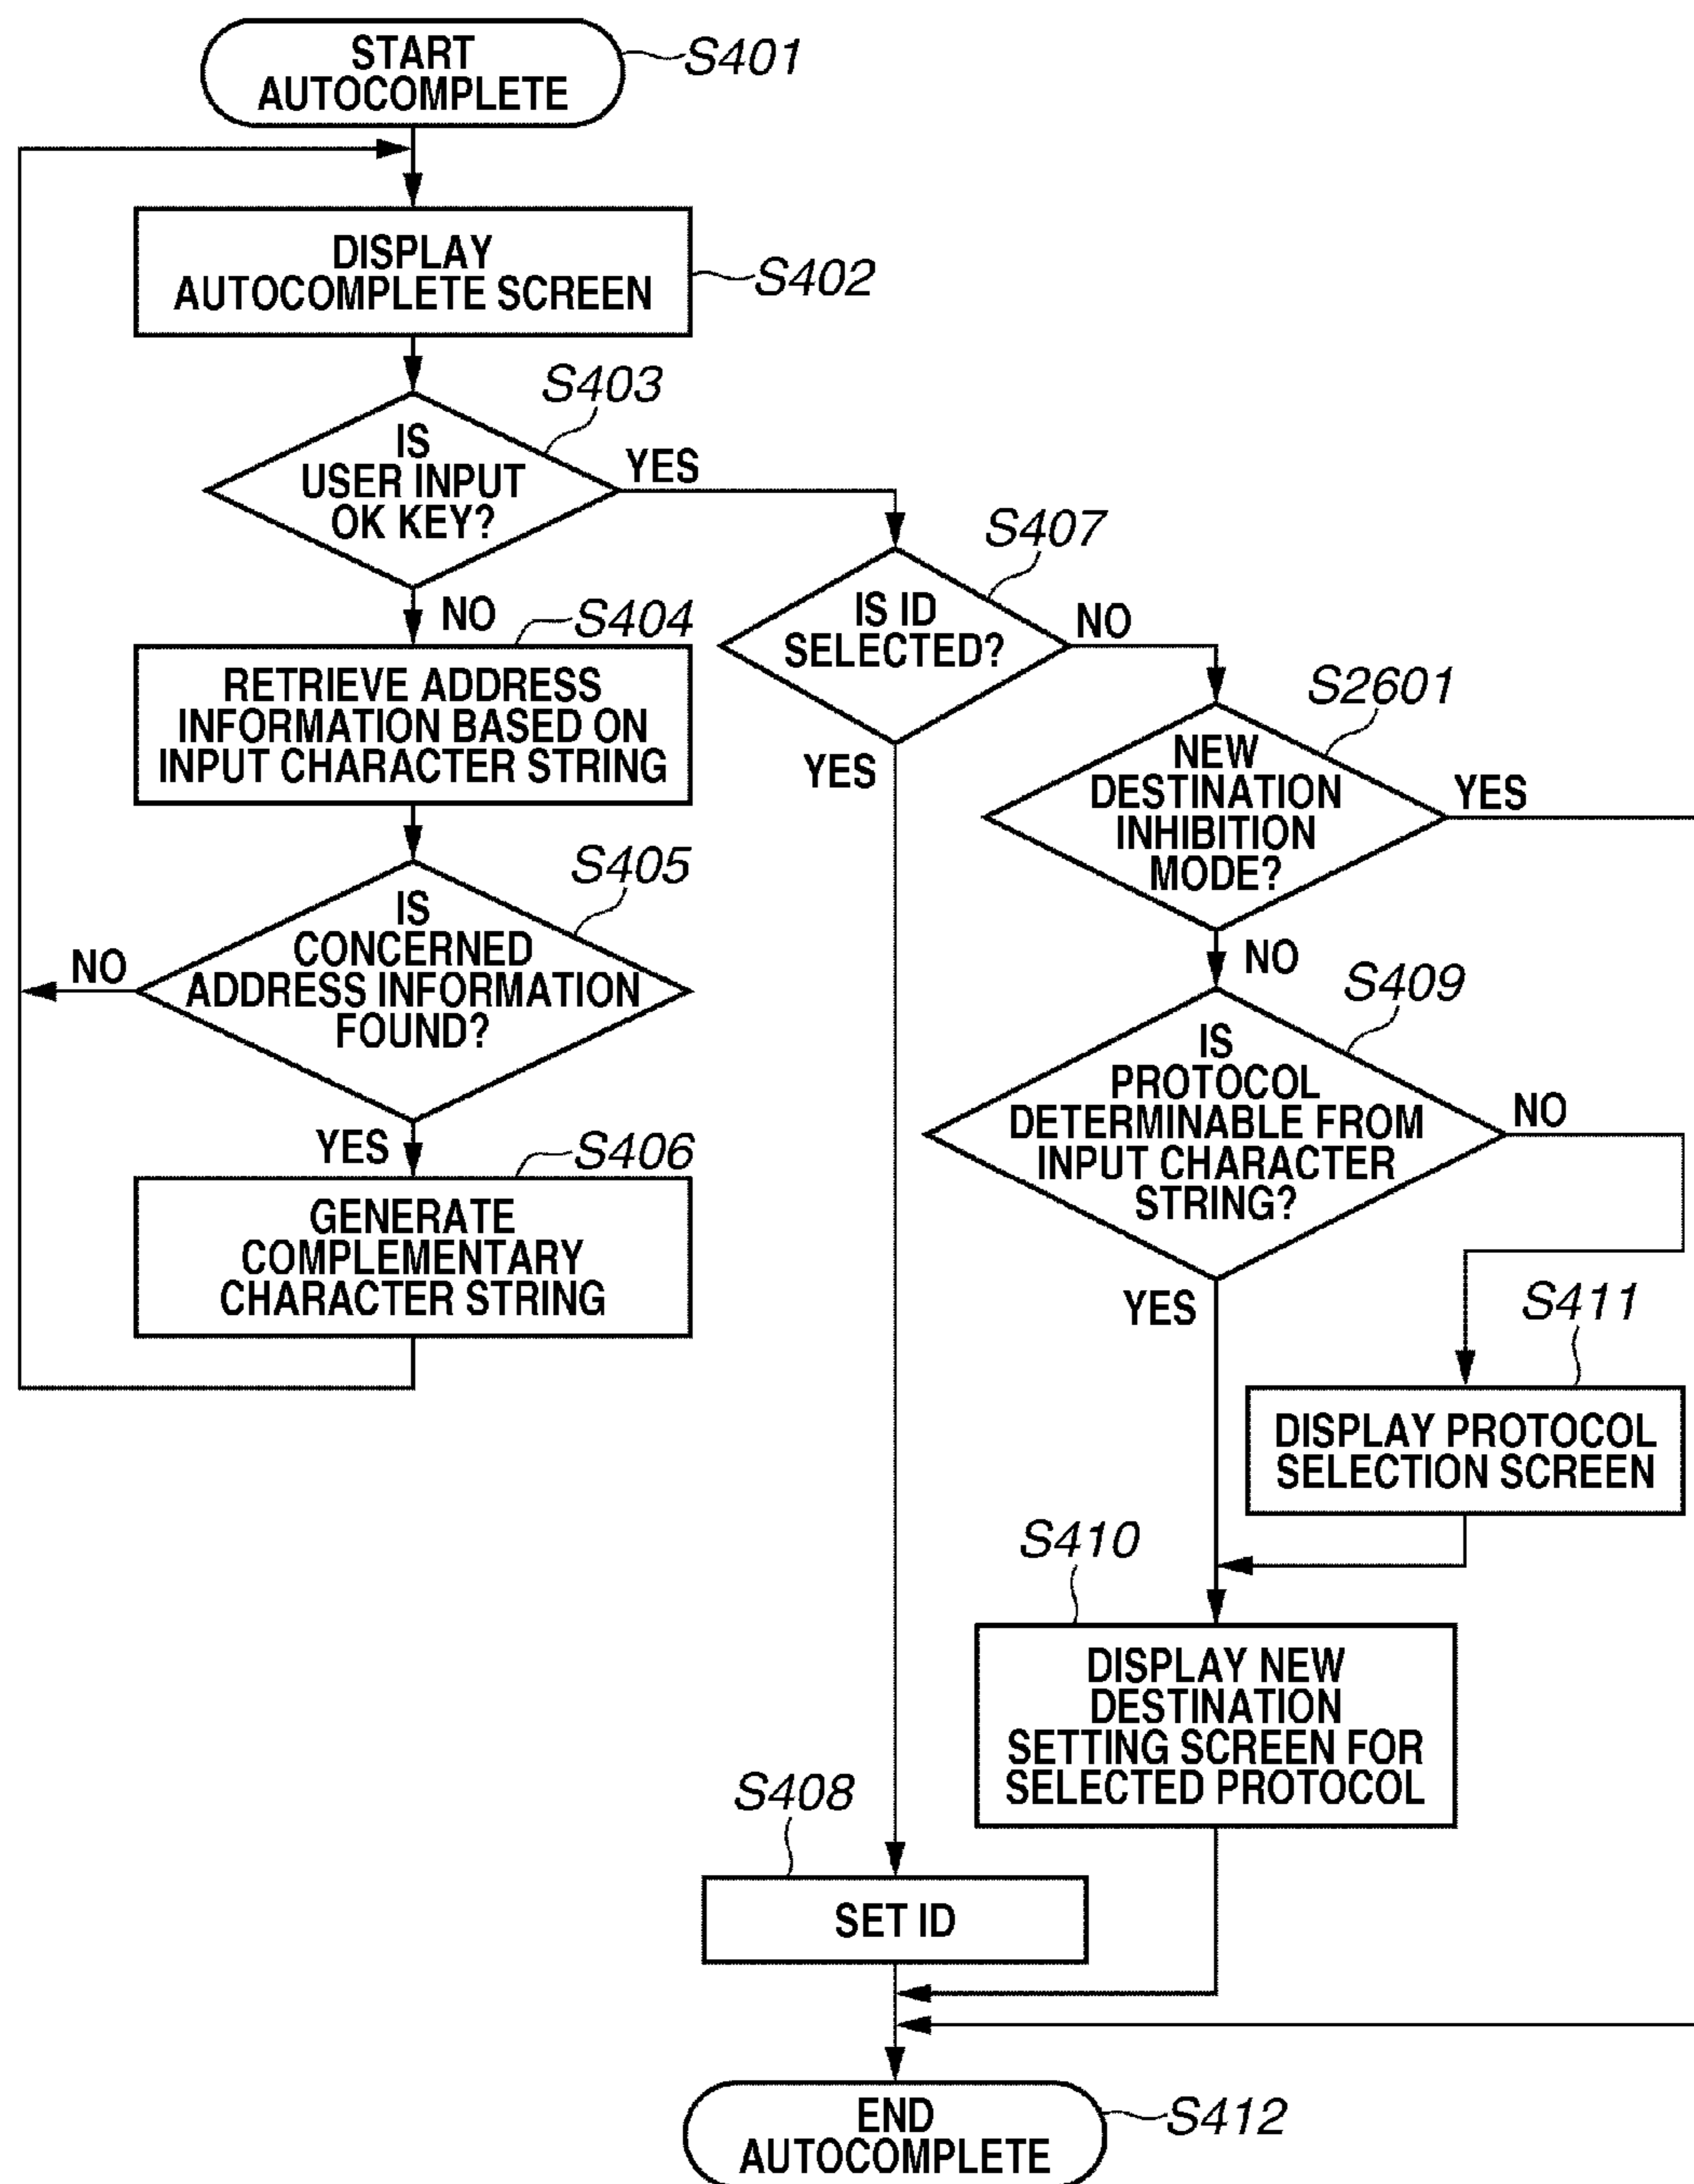 START
AUTOCOMPLETE
S401
DISPLAY
AUTOCOMPLETE SCREEN
S402
S403
IS
USER INPUT
OK KEY?
YES
NO
S404
RETRIEVE ADDRESS
INFORMATION BASED ON
INPUT CHARACTER STRING
S405
IS
CONCERNED
ADDRESS INFORMATION
FOUND?
NO
YES
S406
GENERATE
COMPLEMENTARY
CHARACTER STRING
S407
IS ID
SELECTED?
NO
YES
S2601
NEW
DESTINATION
INHIBITION
MODE?
YES
NO
S409
IS
PROTOCOL
DETERMINABLE FROM
INPUT CHARACTER
STRING?
NO
YES
S411
DISPLAY PROTOCOL
SELECTION SCREEN
S410
DISPLAY NEW
DESTINATION
SETTING SCREEN FOR
SELECTED PROTOCOL
S408
SET ID
END
AUTOCOMPLETE
S412